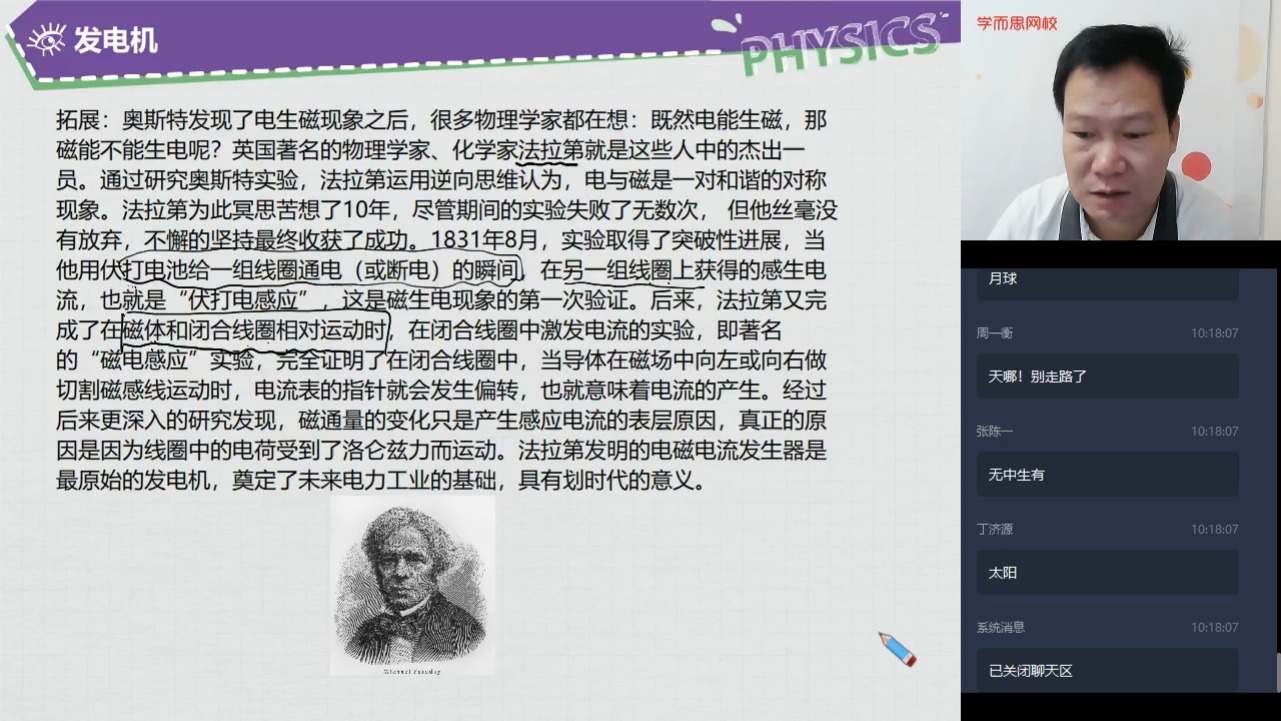 发电机
PHYSICS
拓展：奥斯特发现了电生磁现象之后，很多物理学家都在想：既然电能生磁，那
磁能不能生电呢？英国著名的物理学家、化学家法拉第就是这些人中的杰出一
员。通过研究奥斯特实验，法拉第运用逆向思维认为，电与磁是一对和谐的对称
现象。法拉第为此冥思苦想了10年，尽管期间的实验失败了无数次， 但他丝毫没
有放弃，不懈的坚持最终收获了成功。1831年8月，实验取得了突破性进展，当
他用伏打电池给一组线圈通电（或断电）的瞬间，在另一组线圈上获得的感生电
流，也就是“伏打电感应”，这是磁生电现象的第一次验证。后来，法拉第又完
成了在磁体和闭合线圈相对运动时，在闭合线圈中激发电流的实验，即著名
的“磁电感应”实验，完全证明了在闭合线圈中，当导体在磁场中向左或向右做
切割磁感线运动时，电流表的指针就会发生偏转，也就意味着电流的产生。经过
后来更深入的研究发现，磁通量的变化只是产生感应电流的表层原因，真正的原
因是因为线圈中的电荷受到了洛仑兹力而运动。法拉第发明的电磁电流发生器是
最原始的发电机，奠定了未来电力工业的基础，具有划时代的意义。
学而思网校
月球
周一衡 10:18:07
天哪！别走路了
张陈一 10:18:07
无中生有
丁济源 10:18:07
太阳
系统消息 10:18:07
已关闭聊天区